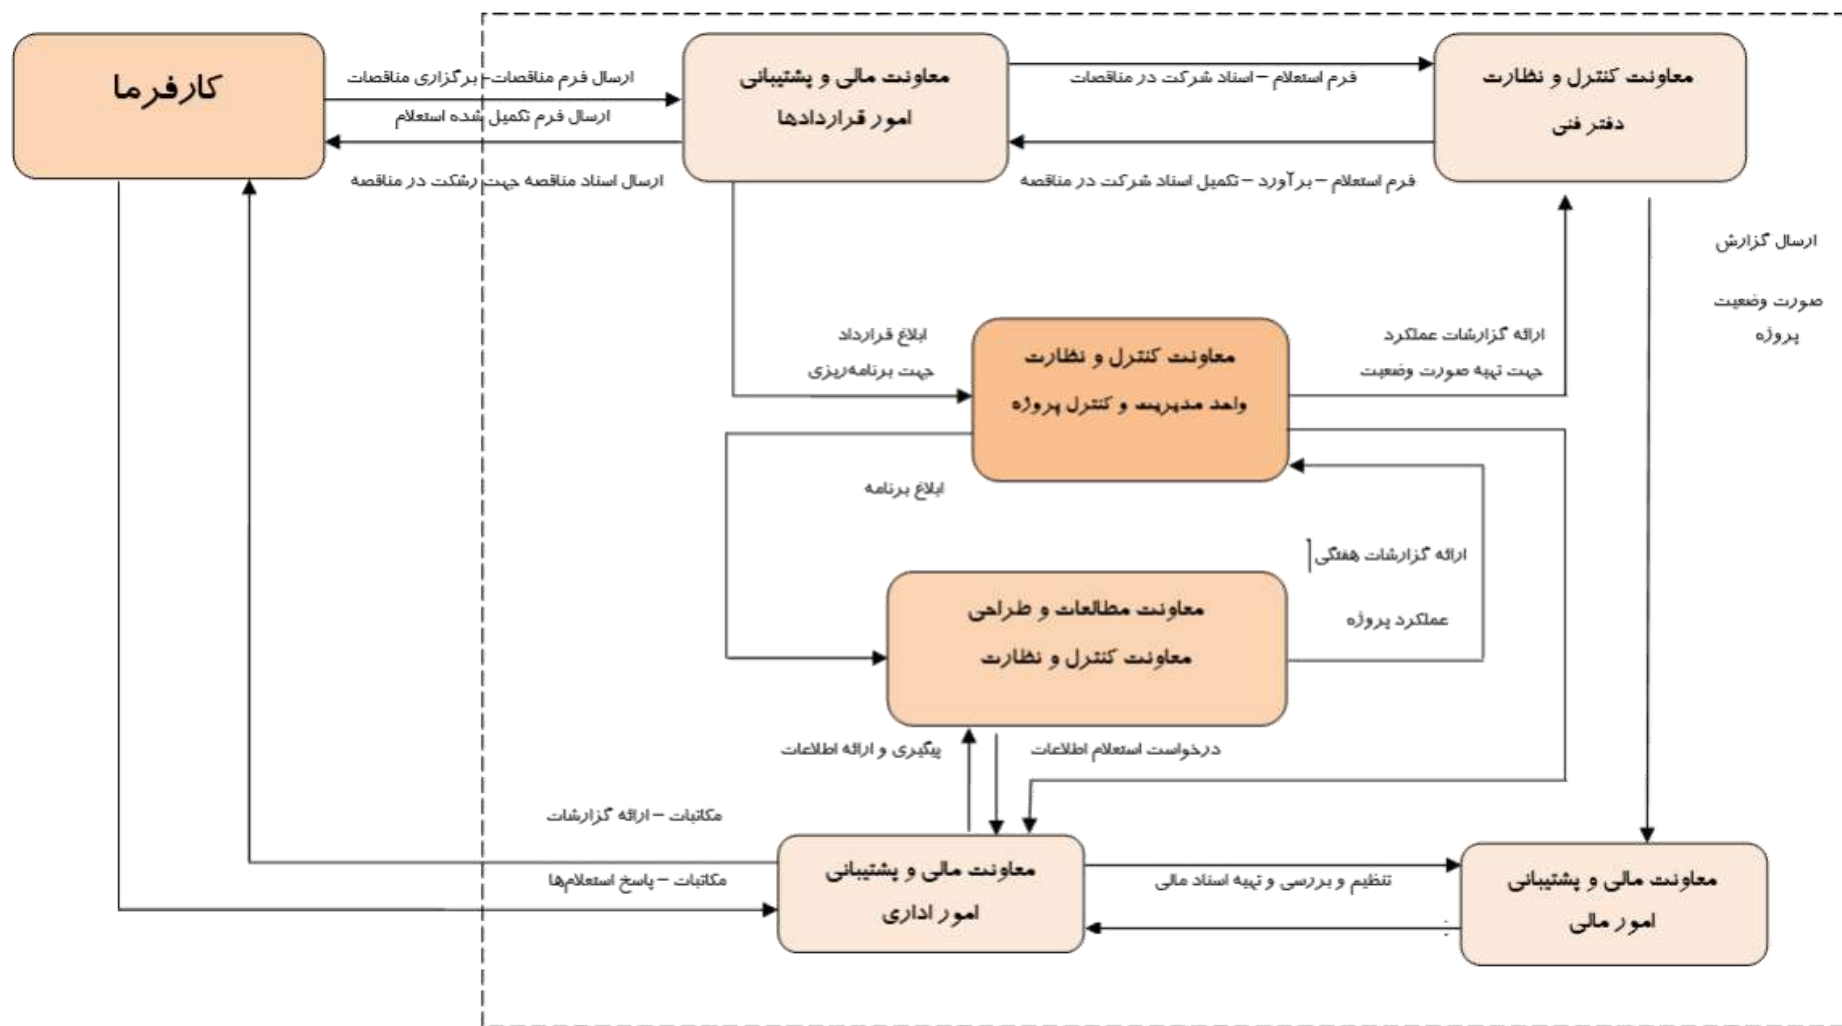 کارفرما
ارسال فرم مناقصات- برگزاری مناقصات
ارسال فرم تکمیل شده استعلام
ارسال اسناد مناقصه جهت رشکت در مناقصه
معاونت مالی و پشتیبانی
امور قراردادها
فرم استعلام – اسناد شرکت در مناقصات
فرم استعلام – برآورد – تکمیل اسناد شرکت در مناقصه
معاونت کنترل و نظارت
دفتر فنی
ارسال گزارش
صورت وضعیت
پروژه
ابلاغ قرارداد
جهت برنامه‌ریزی
معاونت کنترل و نظارت
واحد مدیریت و کنترل پروژه
ارائه گزارشات عملکرد
جهت تهیه صورت وضعیت
ابلاغ برنامه
ارائه گزارشات هفتگی
عملکرد پروژه
معاونت مطالعات و طراحی
معاونت کنترل و نظارت
پیگیری و ارائه اطلاعات
درخواست استعلام اطلاعات
مکاتبات – ارائه گزارشات
مکاتبات – پاسخ استعلام‌ها
معاونت مالی و پشتیبانی
امور اداری
تنظیم و بررسی و تهیه اسناد مالی
معاونت مالی و پشتیبانی
امور مالی